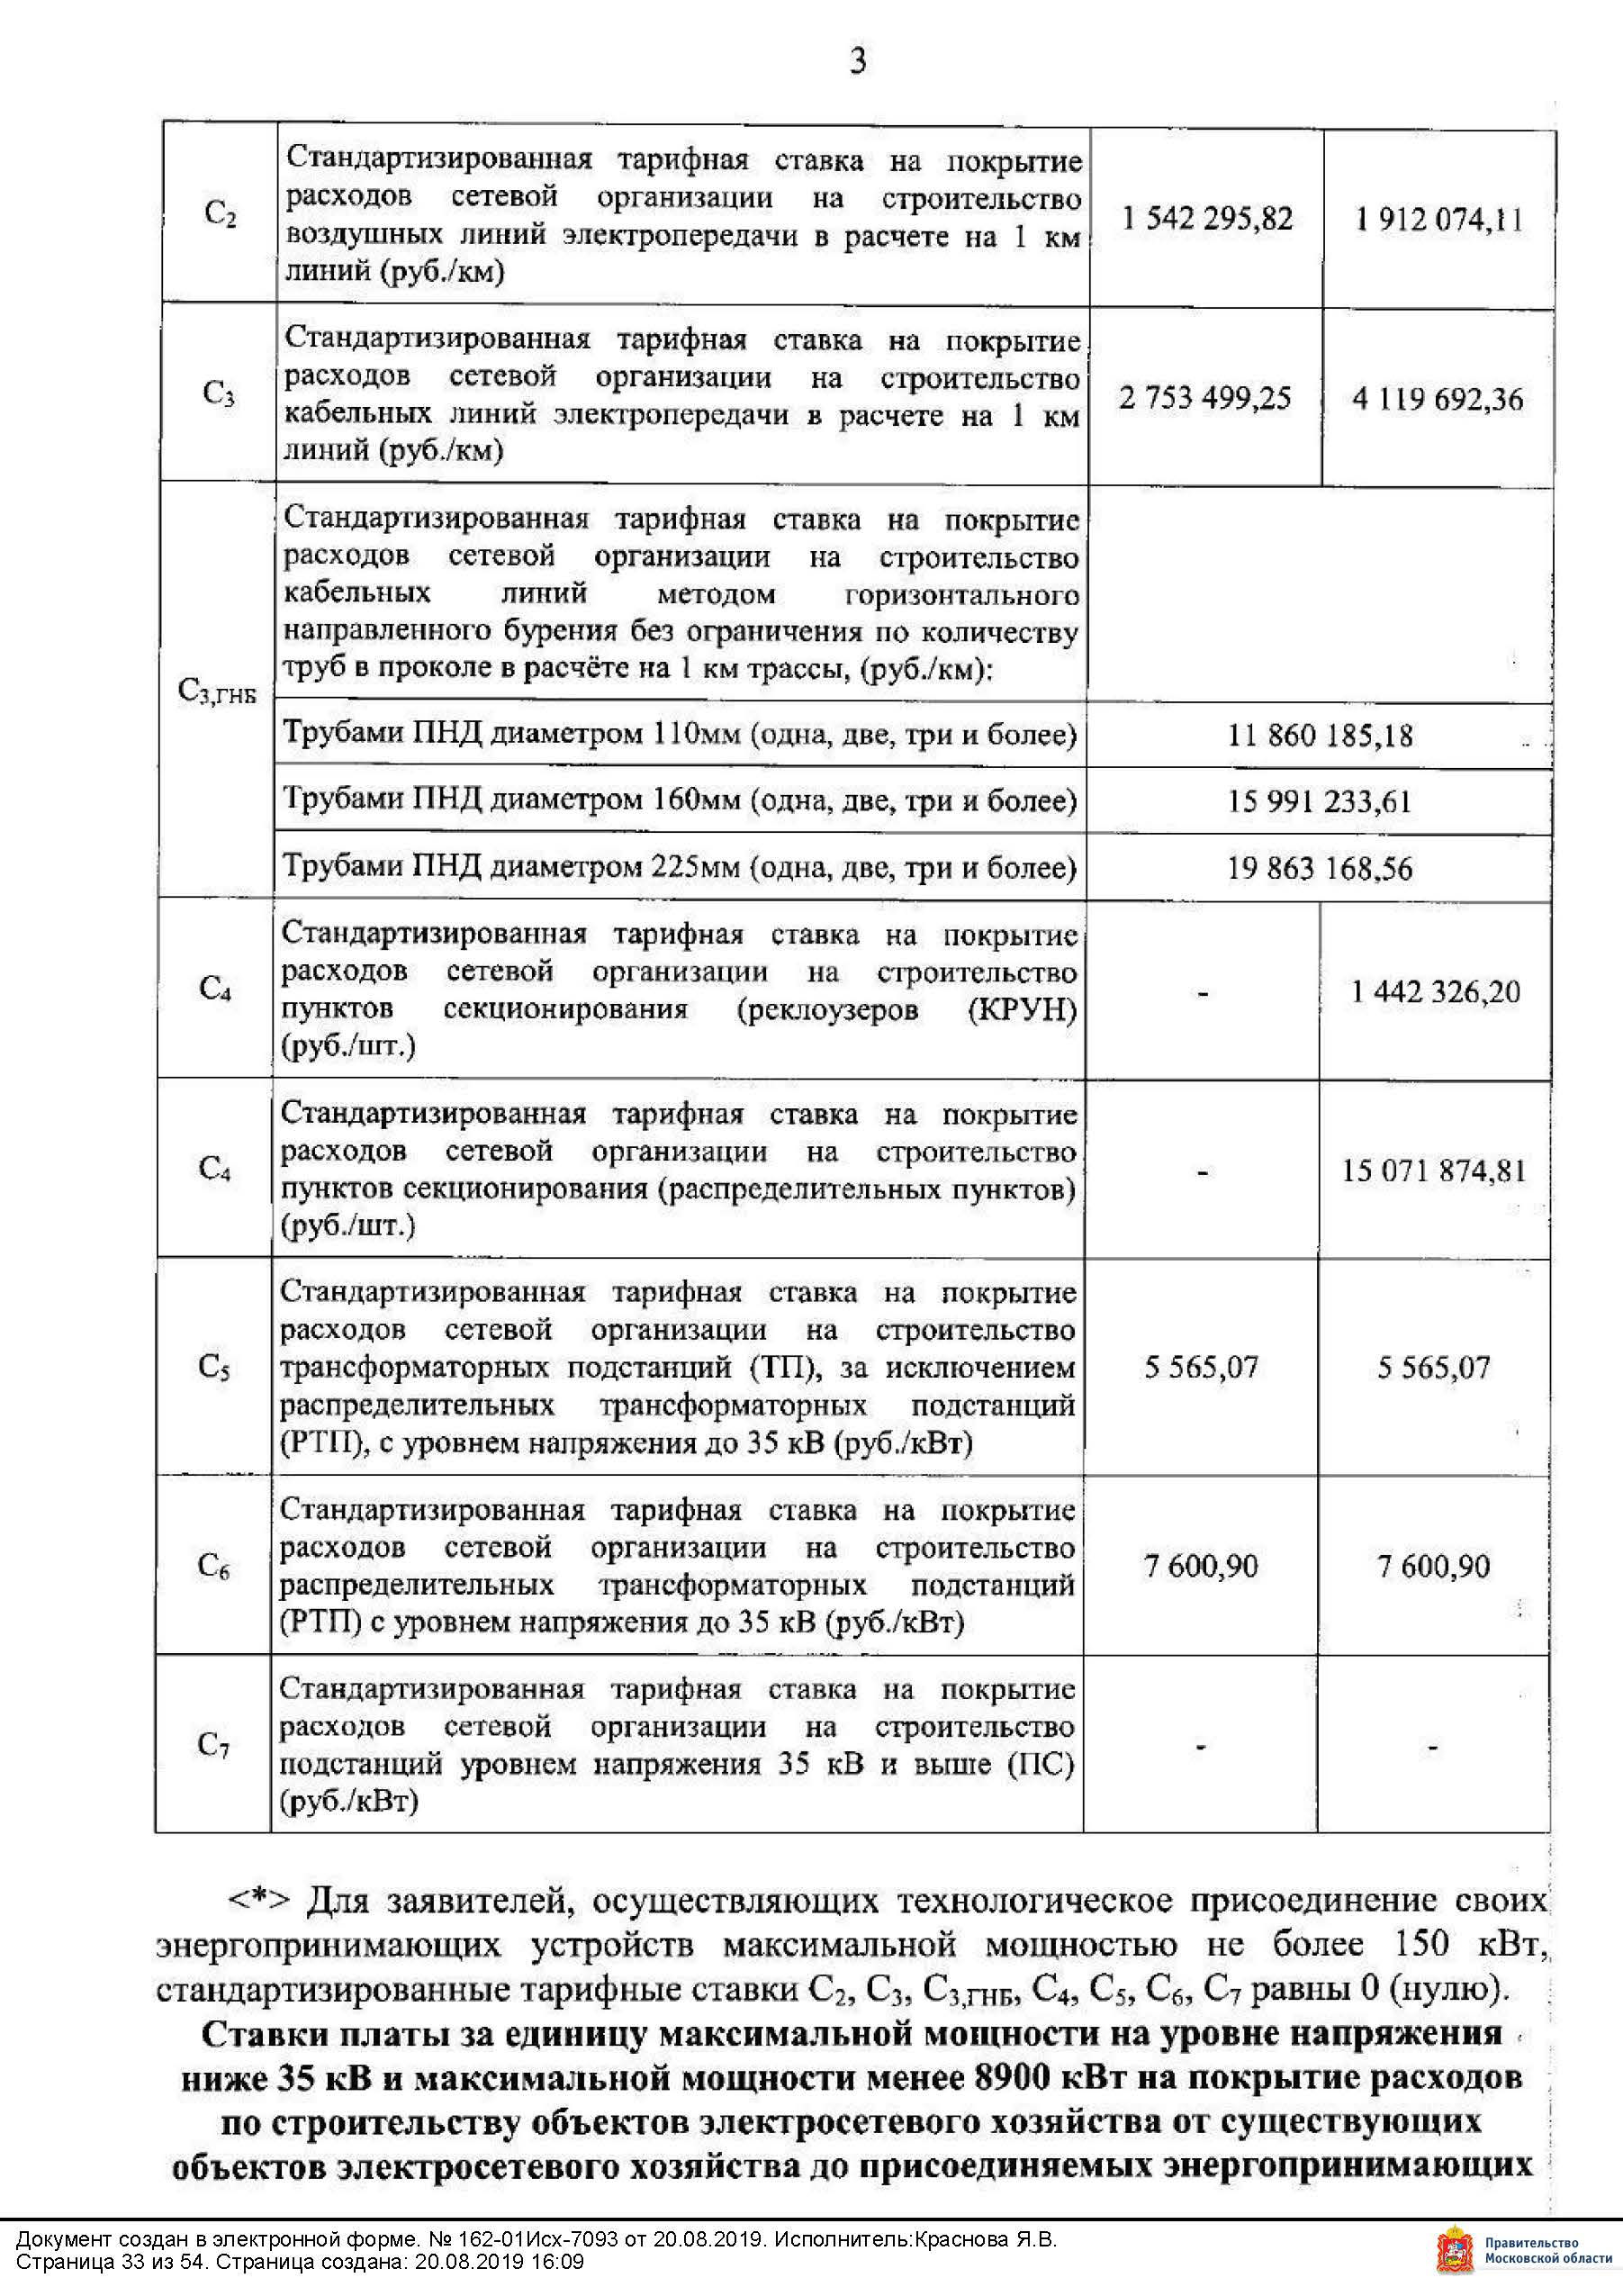 3
С2
Стандартизированная тарифная ставка на покрытие
расходов сетевой организации на строительство
воздушных линий электропередачи в расчете на 1 км
линий (руб./км)
1 542 295,82
1 912 074,11
С3
Стандартизированная тарифная ставка на покрытие
расходов сетевой организации на строительство
кабельных линий электропередачи в расчете на 1 км
линий (руб./км)
2 753 499,25
4 119 692,36
С3,ГНБ
Стандартизированная тарифная ставка на покрытие
расходов сетевой организации на строительство
кабельных линий методом горизонтального
направленного бурения без ограничения по количеству
труб в проколе в расчёте на 1 км трассы, (руб./км):
Трубами ПНД диаметром 110мм (одна, две, три и более)
11 860 185,18
Трубами ПНД диаметром 160мм (одна, две, три и более)
15 991 233,61
Трубами ПНД диаметром 225мм (одна, две, три и более)
19 863 168,56
С4
Стандартизированная тарифная ставка на покрытие
расходов сетевой организации на строительство
пунктов секционирования (реклоузеров (КРУН)
(руб./шт.)
-
1 442 326,20
С4
Стандартизированная тарифная ставка на покрытие
расходов сетевой организации на строительство
пунктов секционирования (распределительных пунктов)
(руб./шт.)
-
15 071 874,81
С5
Стандартизированная тарифная ставка на покрытие
расходов сетевой организации на строительство
трансформаторных подстанций (ТП), за исключением
распределительных трансформаторных подстанций
(РТП), с уровнем напряжения до 35 кВ (руб./кВт)
5 565,07
5 565,07
С6
Стандартизированная тарифная ставка на покрытие
расходов сетевой организации на строительство
распределительных трансформаторных подстанций
(РТП) с уровнем напряжения до 35 кВ (руб./кВт)
7 600,90
7 600,90
С7
Стандартизированная тарифная ставка на покрытие
расходов сетевой организации на строительство
подстанций уровнем напряжения 35 кВ и выше (ПС)
(руб./кВт)
-
-
<*> Для заявителей, осуществляющих технологическое присоединение своих
энергопринимающих устройств максимальной мощностью не более 150 кВт,
стандартизированные тарифные ставки С2, С3, С3,ГНБ, С4, С5, С6, С7 равны 0 (нулю).
Ставки платы за единицу максимальной мощности на уровне напряжения
ниже 35 кВ и максимальной мощности менее 8900 кВт на покрытие расходов
по строительству объектов электросетевого хозяйства от существующих
объектов электросетевого хозяйства до присоединяемых энергопринимающих
Документ создан в электронной форме. № 162-01Исх-7093 от 20.08.2019. Исполнитель:Краснова Я.В.
Страница 33 из 54. Страница создана: 20.08.2019 16:09
Правительство
Московской области